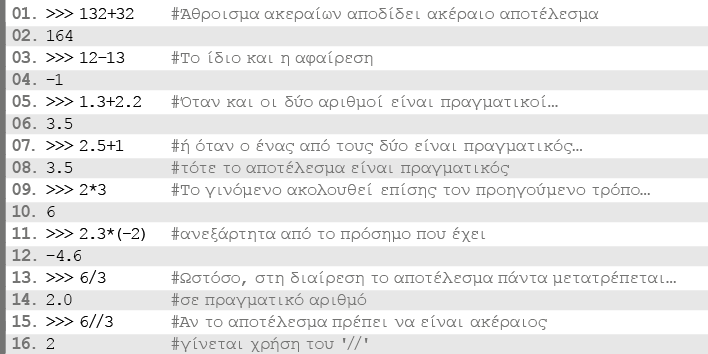 01. >>> 132+32 #Άθροισμα ακεραίων αποδίδει ακέραιο αποτέλεσμα
02. 164
03. >>> 12-13 #Το ίδιο και η αφαίρεση
04. -1
05. >>> 1.3+2.2 #Όταν και οι δύο αριθμοί είναι πραγματικοί…
06. 3.5
07. >>> 2.5+1 #ή όταν ο ένας από τους δύο είναι πραγματικός…
08. 3.5 #τότε το αποτέλεσμα είναι πραγματικός
09. >>> 2*3 #Το γινόμενο ακολουθεί επίσης τον προηγούμενο τρόπο…
10. 6
11. >>> 2.3*(-2) #ανεξάρτητα από το πρόσημο που έχει
12. -4.6
13. >>> 6/3 #Ωστόσο, στη διαίρεση το αποτέλεσμα πάντα μετατρέπεται…
14. 2.0 #σε πραγματικό αριθμό
15. >>> 6//3 #Αν το αποτέλεσμα πρέπει να είναι ακέραιος
16. 2 #γίνεται χρήση του '//'